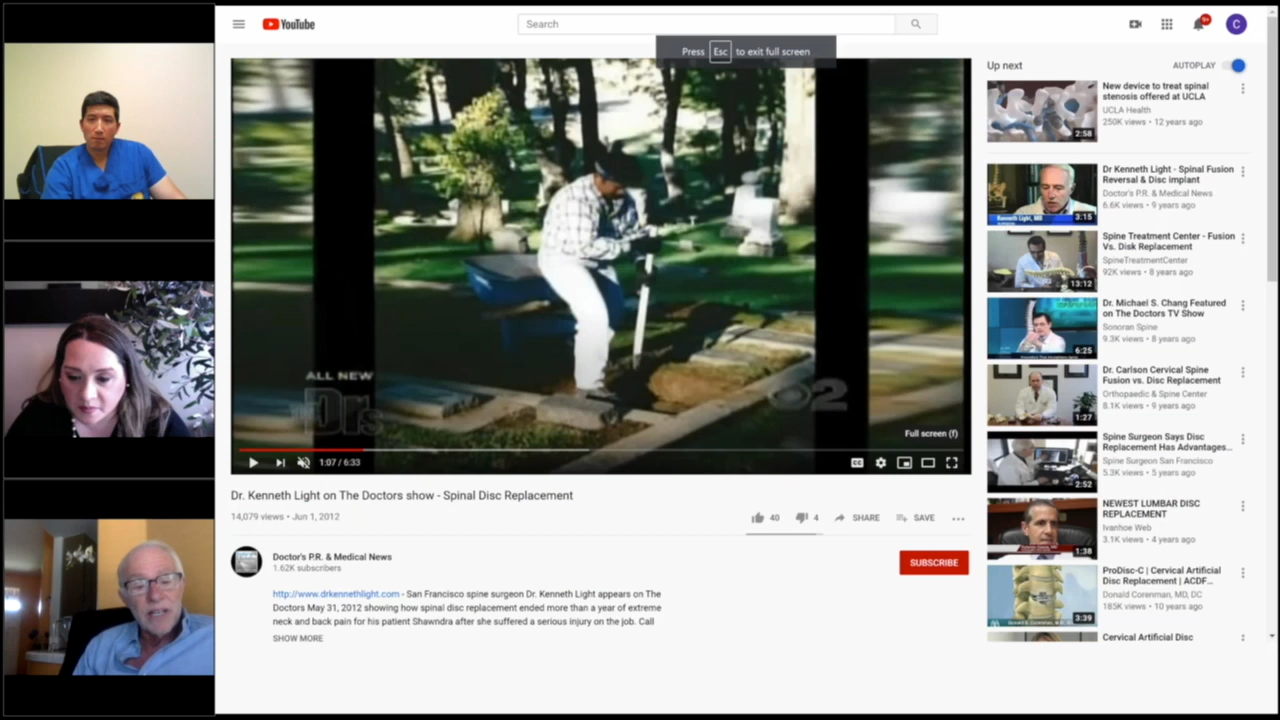 YouTube
Search
9+
C
Press Esc to exit full screen
ALL NEW
Drs
2
Full screen (f)
1:07 / 6:33
CC
Dr. Kenneth Light on The Doctors show - Spinal Disc Replacement
14,079 views • Jun 1, 2012
40
4
SHARE
SAVE
Doctor's P.R. & Medical News
1.62K subscribers
SUBSCRIBE
http://www.drkennethlight.com - San Francisco spine surgeon Dr. Kenneth Light appears on The
Doctors May 31, 2012 showing how spinal disc replacement ended more than a year of extreme
neck and back pain for his patient Shawndra after she suffered a serious injury on the job. Call
SHOW MORE
Up next
AUTOPLAY
New device to treat spinal
stenosis offered at UCLA
UCLA Health
250K views • 12 years ago
2:58
Dr Kenneth Light - Spinal Fusion
Reversal & Disc implant
Doctor's P.R. & Medical News
6.6K views • 9 years ago
Kenneth Light, MD
3:15
Spine Treatment Center - Fusion
Vs. Disk Replacement
SpineTreatmentCenter
92K views • 8 years ago
13:12
Dr. Michael S. Chang Featured
on The Doctors TV Show
Sonoran Spine
9.3K views • 8 years ago
6:25
Dr. Carlson Cervical Spine
Fusion vs. Disc Replacement
Orthopaedic & Spine Center
8.1K views • 9 years ago
1:27
Spine Surgeon Says Disc
Replacement Has Advantages...
Spine Surgeon San Francisco
5.3K views • 5 years ago
2:52
NEWEST LUMBAR DISC
REPLACEMENT
Ivanhoe Web
3.1K views • 4 years ago
1:38
ProDisc-C | Cervical Artificial
Disc Replacement | ACDF...
Donald Corenman, MD, DC
185K views • 10 years ago
3:39
Cervical Artificial Disc